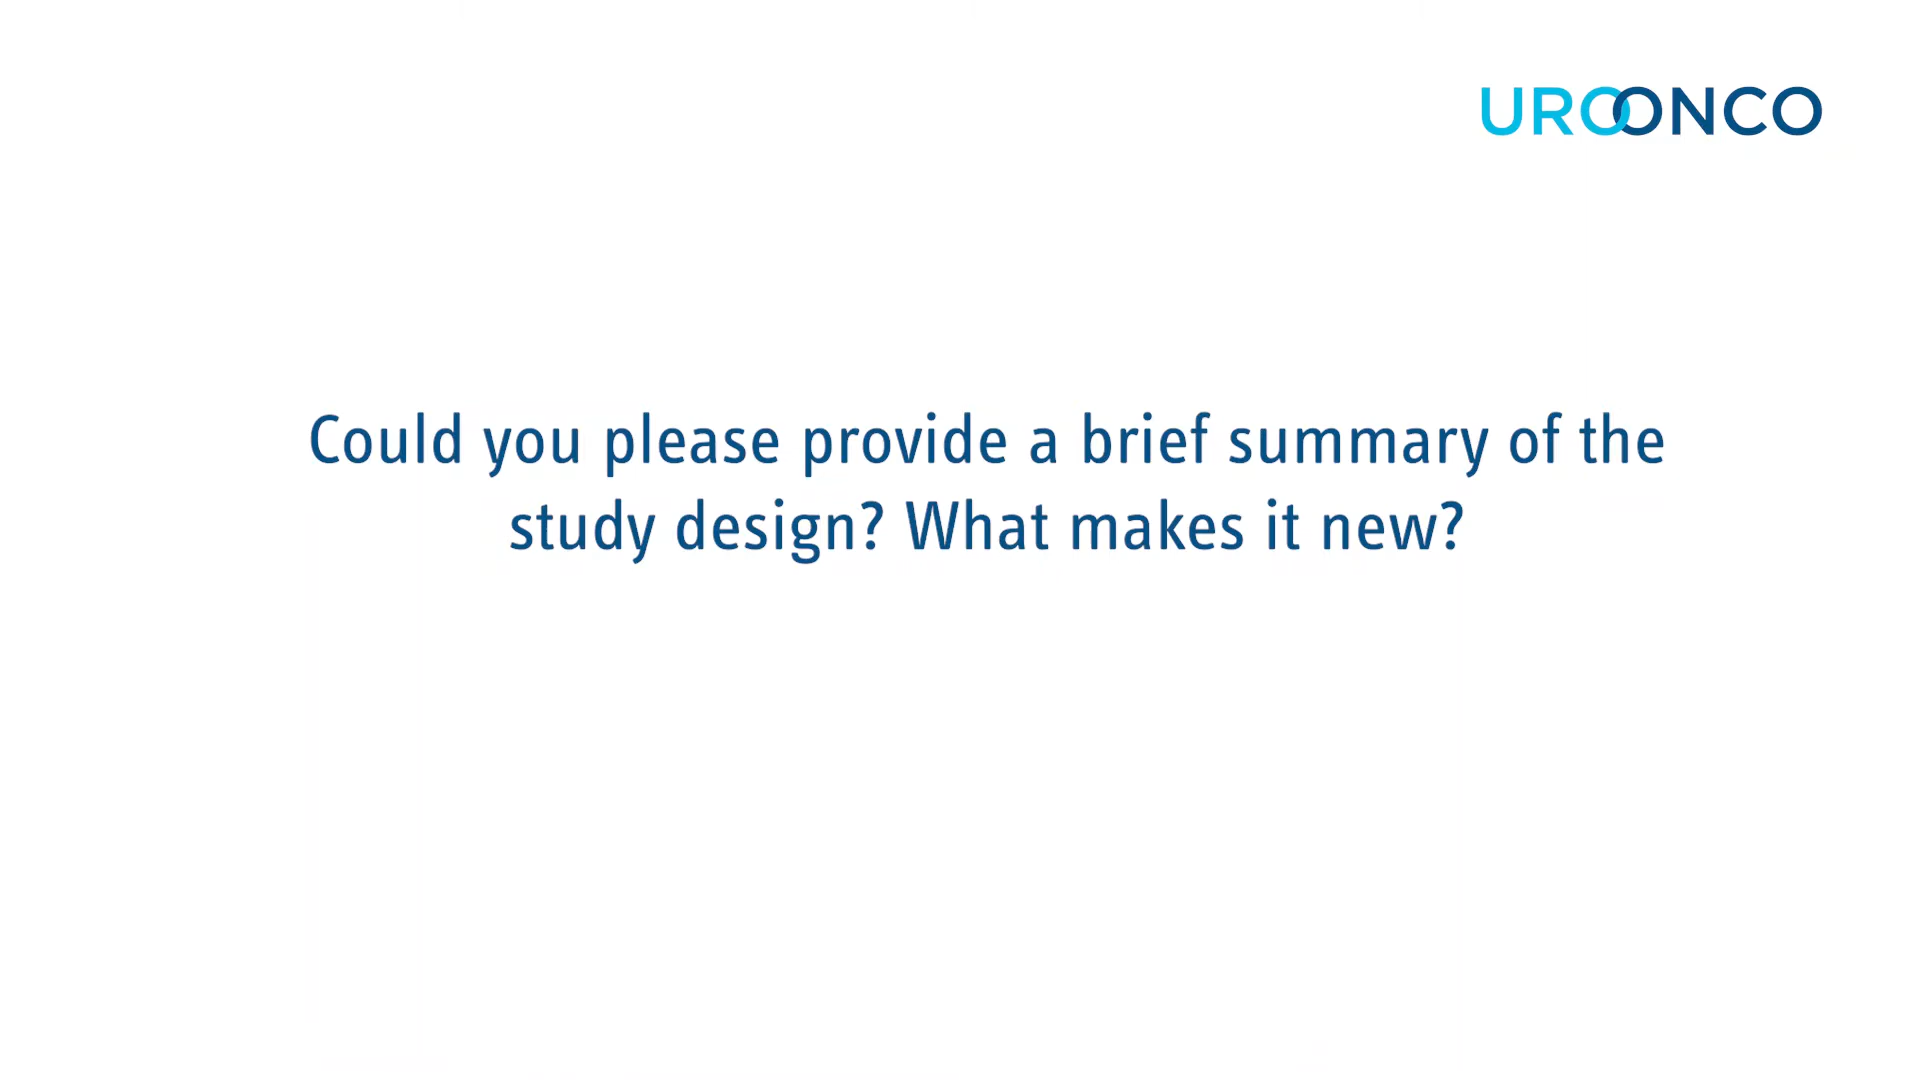 UROONCO
Could you please provide a brief summary of the
study design? What makes it new?